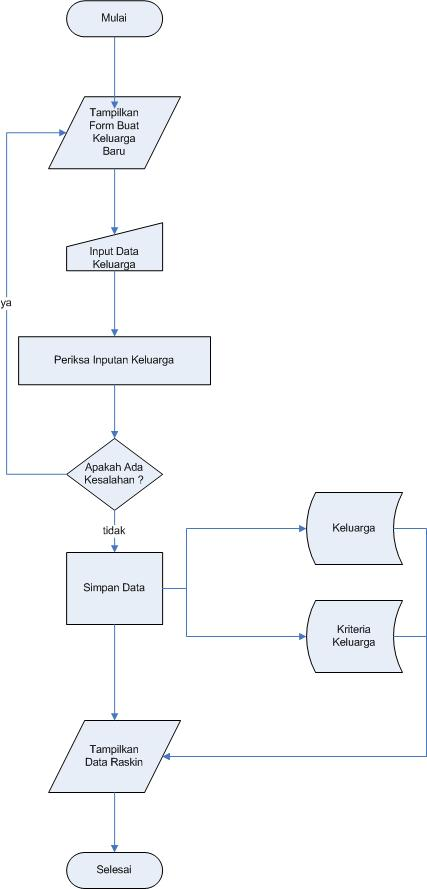 Mulai
Tampilkan
Form Buat
Keluarga
Baru
Input Data
Keluarga
ya
Periksa Inputan Keluarga
Apakah Ada
Kesalahan ?
tidak
Simpan Data
Keluarga
Kriteria
Keluarga
Tampilkan
Data Raskin
Selesai